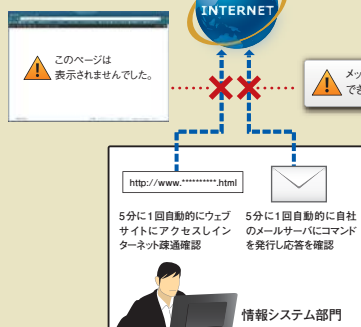 INTERNET
このページは
表示されませんでした。
メッ
でき
http://www.**********.html
5分に1回自動的にウェブ
サイトにアクセスしイン
ターネット疎通確認
5分に1回自動的に自社
のメールサーバにコマンド
を発行し応答を確認
情報システム部門